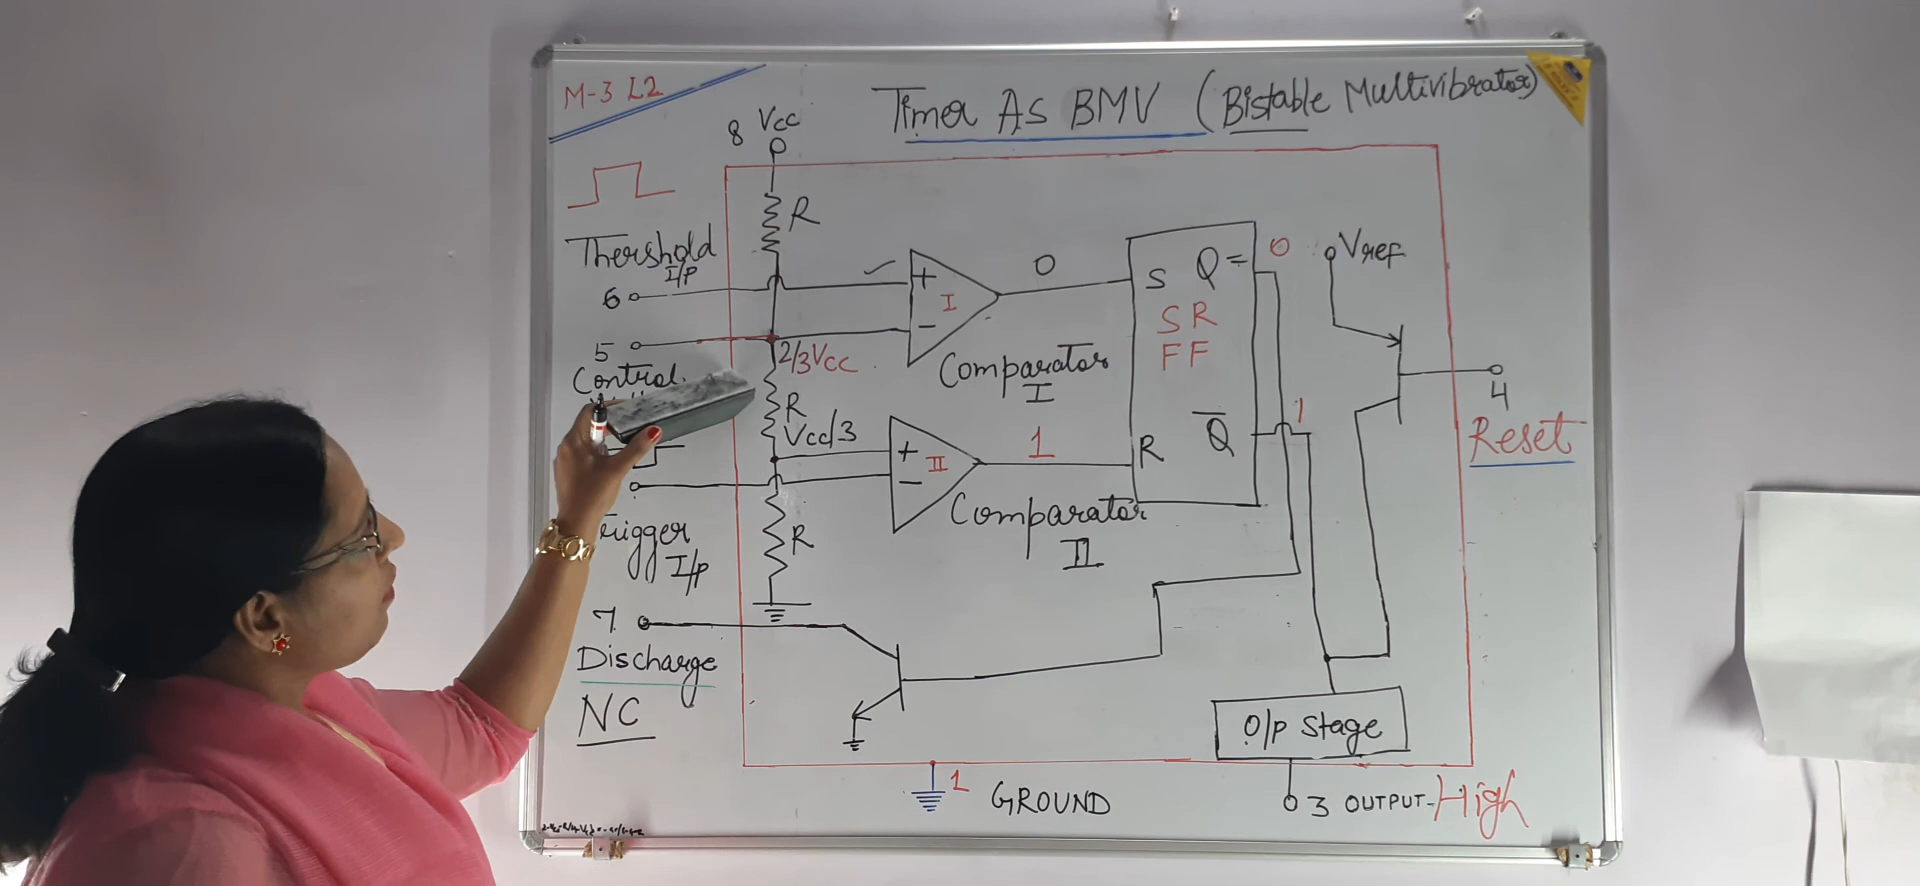 M-3 L2
Timer As BMV (Bistable Multivibrator)
8 Vcc
R
Thershold
I/P
6
+
I
-
0
S Q=
0
Vref
SR
FF
5
2/3Vcc
Control
Comparator
I
R
Vcc/3
+
II
-
1
R Q̅
1
4
Reset
Comparator
II
R
Trigger
I/p
7
Discharge
NC
O/p Stage
1
GROUND
3 OUTPUT-High